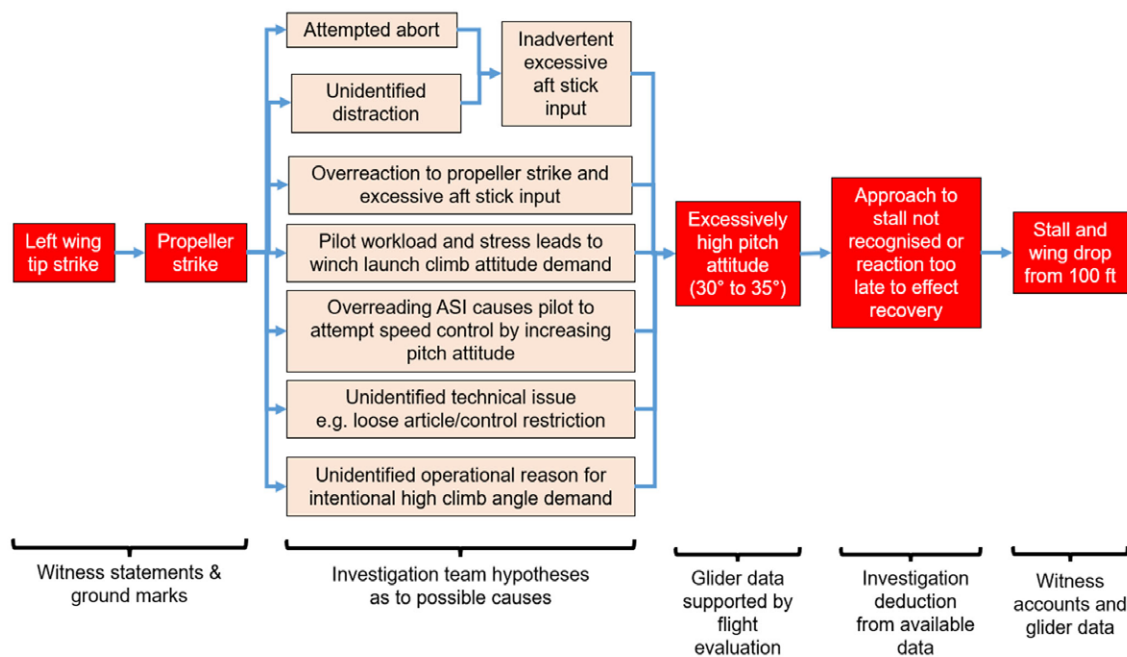 Left wing
tip strike
Propeller
strike
Attempted abort
Unidentified
distraction
Inadvertent
excessive
aft stick
input
Overreaction to propeller strike and
excessive aft stick input
Pilot workload and stress leads to
winch launch climb attitude demand
Overreading ASI causes pilot to
attempt speed control by increasing
pitch attitude
Unidentified technical issue
e.g. loose article/control restriction
Unidentified operational reason for
intentional high climb angle demand
Excessively
high pitch
attitude
(30° to 35°)
Approach to
stall not
recognised or
reaction too
late to effect
recovery
Stall and
wing drop
from 100 ft
Witness statements &
ground marks
Investigation team hypotheses
as to possible causes
Glider data
supported by
flight
evaluation
Investigation
deduction
from available
data
Witness
accounts and
glider data